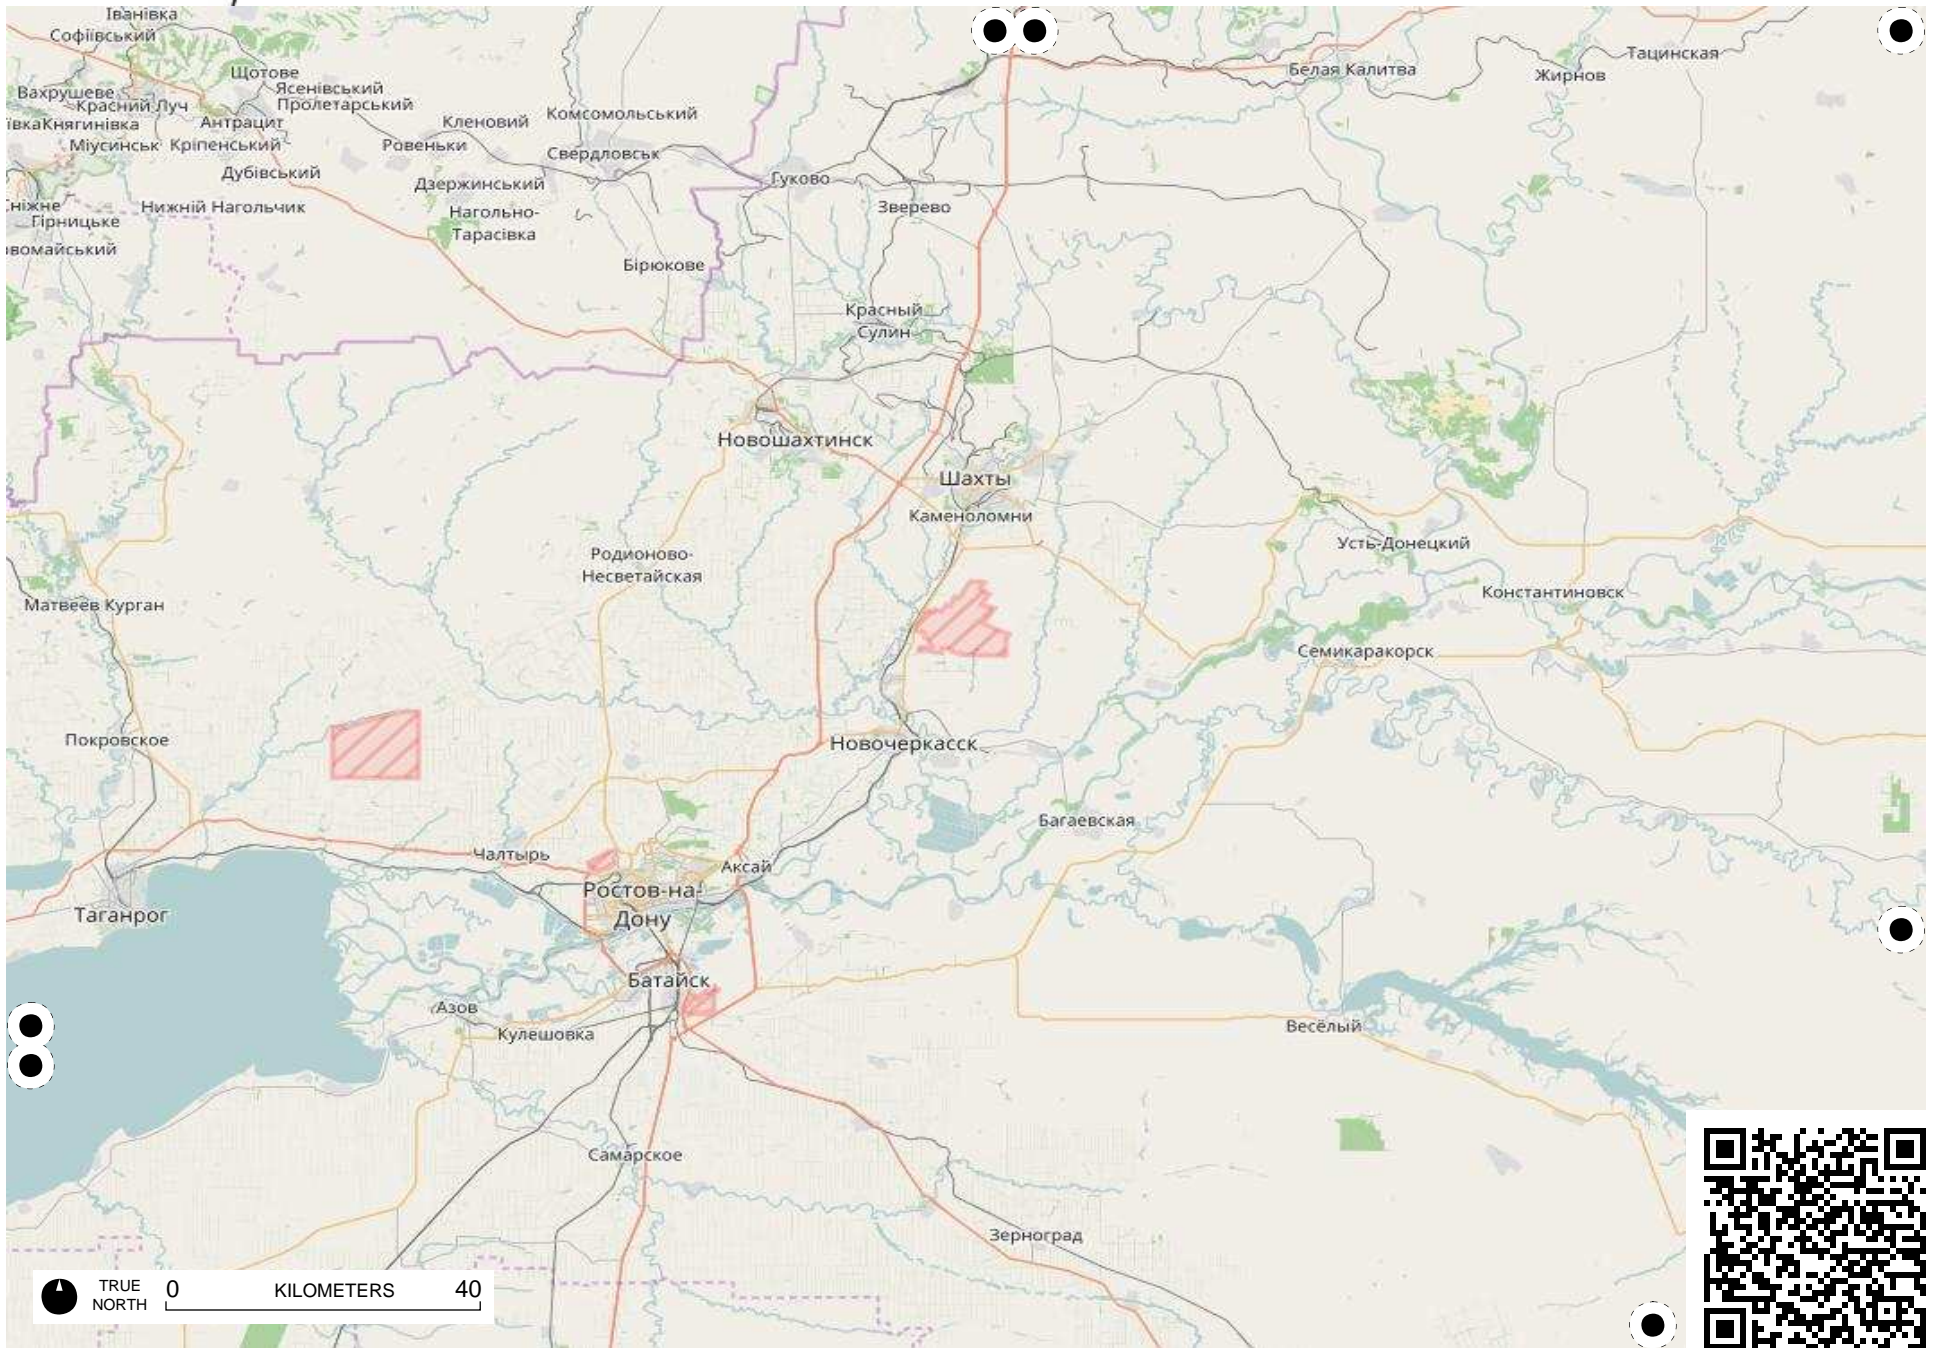 Іванівка
Софіївський
Щотове
Ясенівський
Пролетарський
Вахрушеве
Красний Луч
Антрацит
Княгинівка
Міусинськ
Кріпенський
Дубівський
Нижній Нагольчик
Гірницьке
Кленовий
Комсомольський
Ровеньки
Свердловськ
Дзержинський
Нагольно-
Тарасівка
Бірюкове
Гуково
Зверево
Белая Калитва
Жирнов
Тацинская
Красный
Сулин
Новошахтинск
Шахты
Каменоломни
Родионово-
Несветайская
Усть-Донецкий
Константиновск
Матвеев Курган
Семикаракорск
Покровское
Новочеркасск
Багаевская
Чалтырь
Аксай
Ростов-на-
Дону
Таганрог
Батайск
Азов
Кулешовка
Весёлый
Самарское
Зерноград
TRUE
NORTH
0 KILOMETERS 40